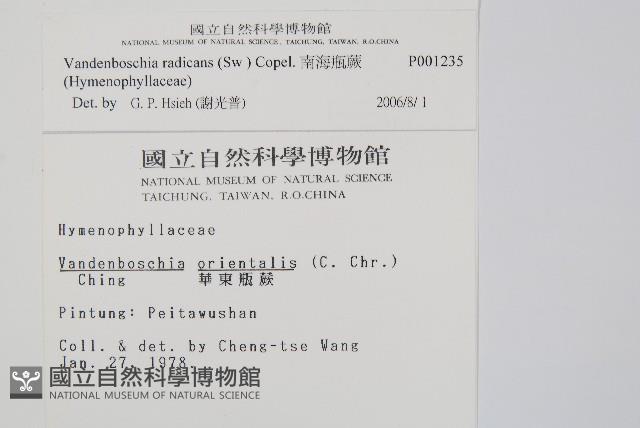 國立自然科學博物館
NATIONAL MUSEUM OF NATURAL SCIENCE, TAICHUNG, TAIWAN, R.O.CHINA
Vandenboschia radicans (Sw ) Copel. 南海瓶蕨 P001235
(Hymenophyllaceae)
Det. by G. P. Hsieh (謝光普) 2006/8/ 1
國立自然科學博物館
NATIONAL MUSEUM OF NATURAL SCIENCE
TAICHUNG, TAIWAN, R.O.CHINA
Hymenophyllaceae
Vandenboschia orientalis (C. Chr.)
Ching 華東瓶蕨
Pintung: Peitawushan
Coll. & det. by Cheng-tse Wang
Jan. 27, 1978.
國立自然科學博物館
NATIONAL MUSEUM OF NATURAL SCIENCE